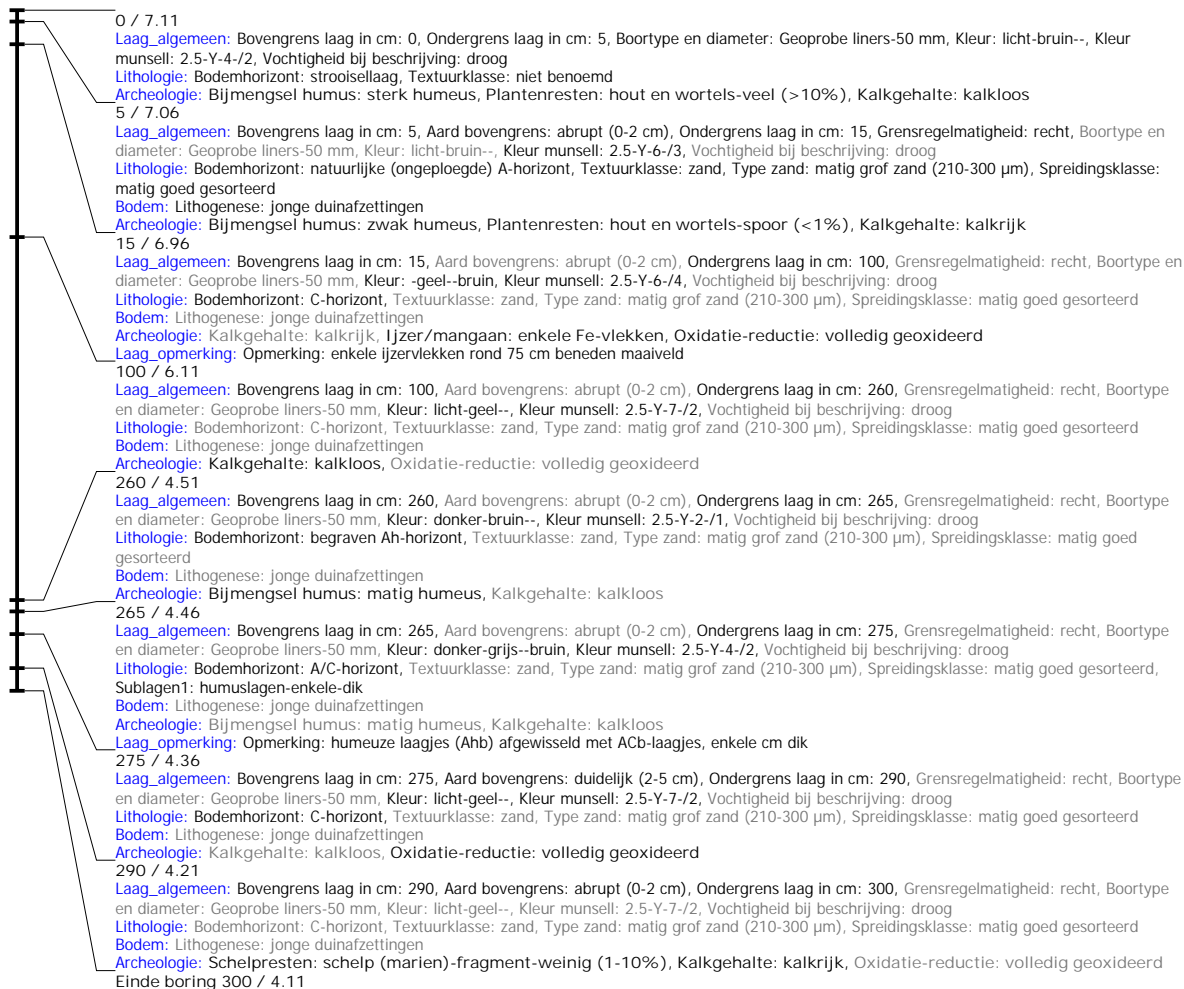 0 / 7.11
Laag_algemeen: Bovengrens laag in cm: 0, Ondergrens laag in cm: 5, Boortype en diameter: Geoprobe liners-50 mm, Kleur: licht-bruin--, Kleur
munsell: 2.5-Y-4-/2, Vochtigheid bij beschrijving: droog
Lithologie: Bodemhorizont: strooisellaag, Textuurklasse: niet benoemd
Archeologie: Bijmengsel humus: sterk humeus, Plantenresten: hout en wortels-veel (>10%), Kalkgehalte: kalkloos
5 / 7.06
Laag_algemeen: Bovengrens laag in cm: 5, Aard bovengrens: abrupt (0-2 cm), Ondergrens laag in cm: 15, Grensregelmatigheid: recht, Boortype en
diameter: Geoprobe liners-50 mm, Kleur: licht-bruin--, Kleur munsell: 2.5-Y-6-/3, Vochtigheid bij beschrijving: droog
Lithologie: Bodemhorizont: natuurlijke (ongeploegde) A-horizont, Textuurklasse: zand, Type zand: matig grof zand (210-300 µm), Spreidingsklasse:
matig goed gesorteerd
Bodem: Lithogenese: jonge duinafzettingen
Archeologie: Bijmengsel humus: zwak humeus, Plantenresten: hout en wortels-spoor (<1%), Kalkgehalte: kalkrijk
15 / 6.96
Laag_algemeen: Bovengrens laag in cm: 15, Aard bovengrens: abrupt (0-2 cm), Ondergrens laag in cm: 100, Grensregelmatigheid: recht, Boortype en
diameter: Geoprobe liners-50 mm, Kleur: -geel--bruin, Kleur munsell: 2.5-Y-6-/4, Vochtigheid bij beschrijving: droog
Lithologie: Bodemhorizont: C-horizont, Textuurklasse: zand, Type zand: matig grof zand (210-300 µm), Spreidingsklasse: matig goed gesorteerd
Bodem: Lithogenese: jonge duinafzettingen
Archeologie: Kalkgehalte: kalkrijk, Ijzer/mangaan: enkele Fe-vlekken, Oxidatie-reductie: volledig geoxideerd
Laag_opmerking: Opmerking: enkele ijzervlekken rond 75 cm beneden maaiveld
100 / 6.11
Laag_algemeen: Bovengrens laag in cm: 100, Aard bovengrens: abrupt (0-2 cm), Ondergrens laag in cm: 260, Grensregelmatigheid: recht, Boortype
en diameter: Geoprobe liners-50 mm, Kleur: licht-geel--, Kleur munsell: 2.5-Y-7-/2, Vochtigheid bij beschrijving: droog
Lithologie: Bodemhorizont: C-horizont, Textuurklasse: zand, Type zand: matig grof zand (210-300 µm), Spreidingsklasse: matig goed gesorteerd
Bodem: Lithogenese: jonge duinafzettingen
Archeologie: Kalkgehalte: kalkloos, Oxidatie-reductie: volledig geoxideerd
260 / 4.51
Laag_algemeen: Bovengrens laag in cm: 260, Aard bovengrens: abrupt (0-2 cm), Ondergrens laag in cm: 265, Grensregelmatigheid: recht, Boortype
en diameter: Geoprobe liners-50 mm, Kleur: donker-bruin--, Kleur munsell: 2.5-Y-2-/1, Vochtigheid bij beschrijving: droog
Lithologie: Bodemhorizont: begraven Ah-horizont, Textuurklasse: zand, Type zand: matig grof zand (210-300 µm), Spreidingsklasse: matig goed
gesorteerd
Bodem: Lithogenese: jonge duinafzettingen
Archeologie: Bijmengsel humus: matig humeus, Kalkgehalte: kalkloos
265 / 4.46
Laag_algemeen: Bovengrens laag in cm: 265, Aard bovengrens: abrupt (0-2 cm), Ondergrens laag in cm: 275, Grensregelmatigheid: recht, Boortype
en diameter: Geoprobe liners-50 mm, Kleur: donker-grijs--bruin, Kleur munsell: 2.5-Y-4-/2, Vochtigheid bij beschrijving: droog
Lithologie: Bodemhorizont: A/C-horizont, Textuurklasse: zand, Type zand: matig grof zand (210-300 µm), Spreidingsklasse: matig goed gesorteerd,
Sublagen1: humuslagen-enkele-dik
Bodem: Lithogenese: jonge duinafzettingen
Archeologie: Bijmengsel humus: matig humeus, Kalkgehalte: kalkloos
Laag_opmerking: Opmerking: humeuze laagjes (Ahb) afgewisseld met ACb-laagjes, enkele cm dik
275 / 4.36
Laag_algemeen: Bovengrens laag in cm: 275, Aard bovengrens: duidelijk (2-5 cm), Ondergrens laag in cm: 290, Grensregelmatigheid: recht, Boortype
en diameter: Geoprobe liners-50 mm, Kleur: licht-geel--, Kleur munsell: 2.5-Y-7-/2, Vochtigheid bij beschrijving: droog
Lithologie: Bodemhorizont: C-horizont, Textuurklasse: zand, Type zand: matig grof zand (210-300 µm), Spreidingsklasse: matig goed gesorteerd
Bodem: Lithogenese: jonge duinafzettingen
Archeologie: Kalkgehalte: kalkloos, Oxidatie-reductie: volledig geoxideerd
290 / 4.21
Laag_algemeen: Bovengrens laag in cm: 290, Aard bovengrens: abrupt (0-2 cm), Ondergrens laag in cm: 300, Grensregelmatigheid: recht, Boortype
en diameter: Geoprobe liners-50 mm, Kleur: licht-geel--, Kleur munsell: 2.5-Y-7-/2, Vochtigheid bij beschrijving: droog
Lithologie: Bodemhorizont: C-horizont, Textuurklasse: zand, Type zand: matig grof zand (210-300 µm), Spreidingsklasse: matig goed gesorteerd
Bodem: Lithogenese: jonge duinafzettingen
Archeologie: Schelpresten: schelp (marien)-fragment-weinig (1-10%), Kalkgehalte: kalkrijk, Oxidatie-reductie: volledig geoxideerd
Einde boring 300 / 4.11